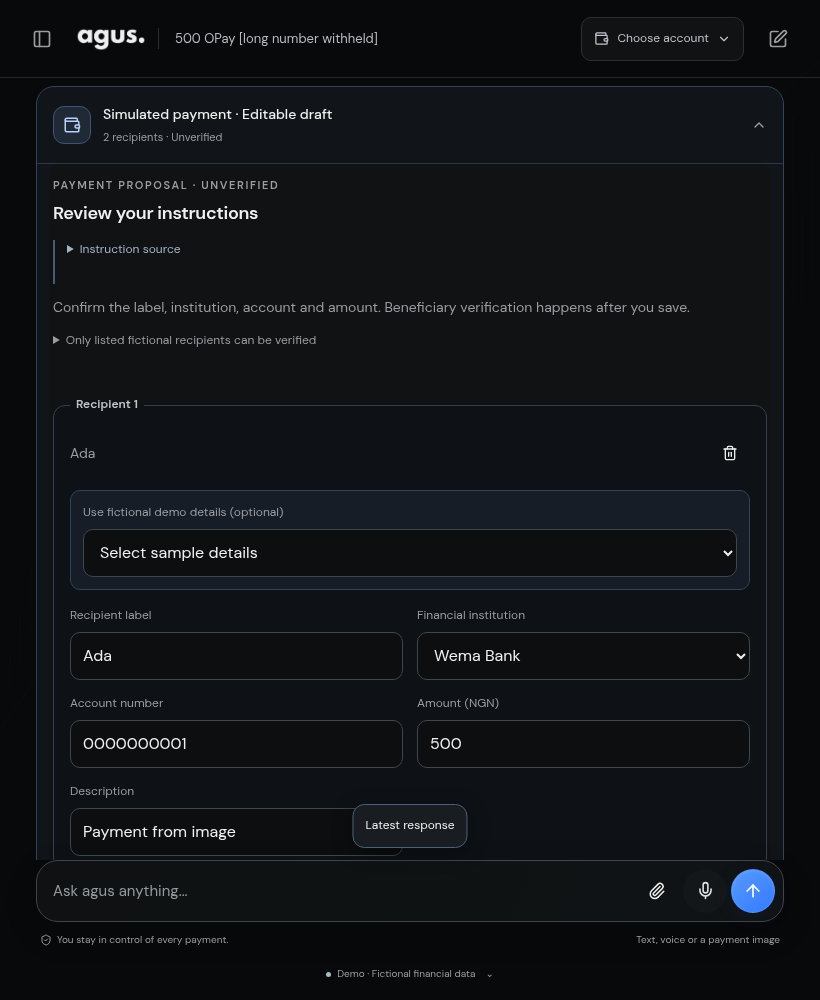 agus.
500 OPay [long number withheld]
Choose account
Simulated payment · Editable draft
2 recipients · Unverified
PAYMENT PROPOSAL · UNVERIFIED
Review your instructions
Instruction source
Confirm the label, institution, account and amount. Beneficiary verification happens after you save.
Only listed fictional recipients can be verified
Recipient 1
Ada
Use fictional demo details (optional)
Select sample details
Recipient label
Financial institution
Ada
Wema Bank
Account number
Amount (NGN)
0000000001
500
Description
Payment from image
Latest response
Ask agus anything...
You stay in control of every payment.
Text, voice or a payment image
Demo · Fictional financial data